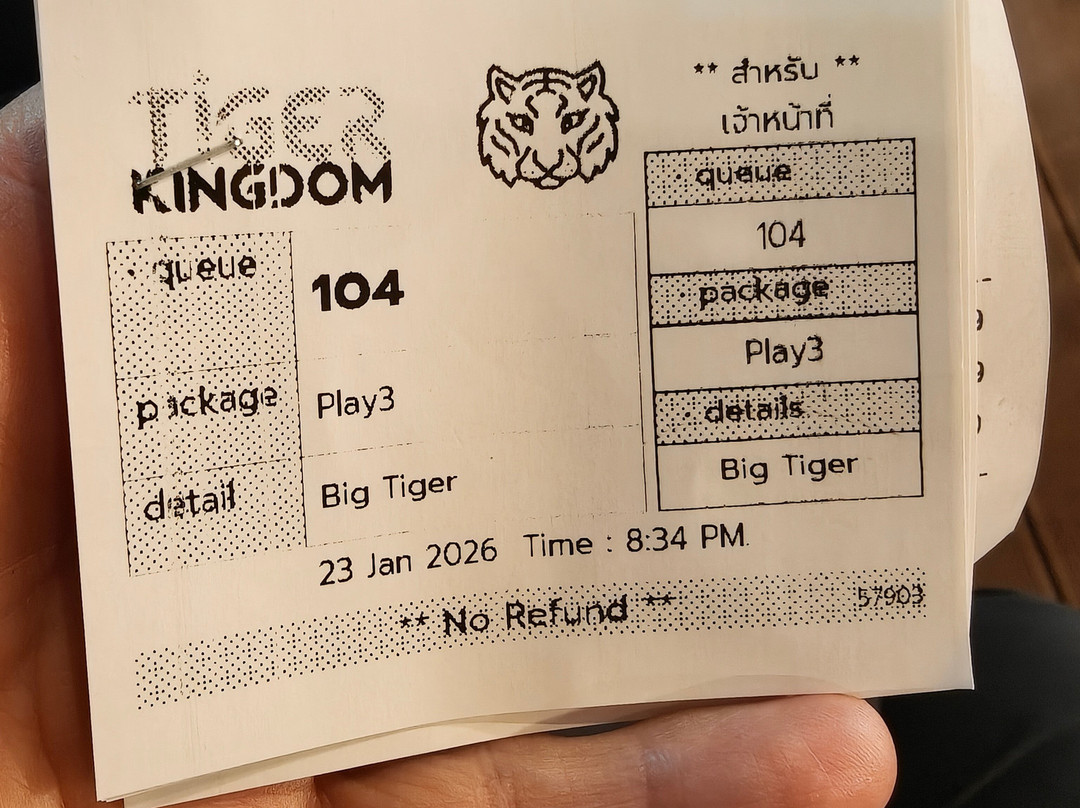 TIGER
KINGDOM
queue
104
package
Play3
detail
Big Tiger
** สำหรับ **
เจ้าหน้าที่
queue
104
package
Play3
details
Big Tiger
23 Jan 2026 Time : 8:34 PM.
** No Refund **
57903